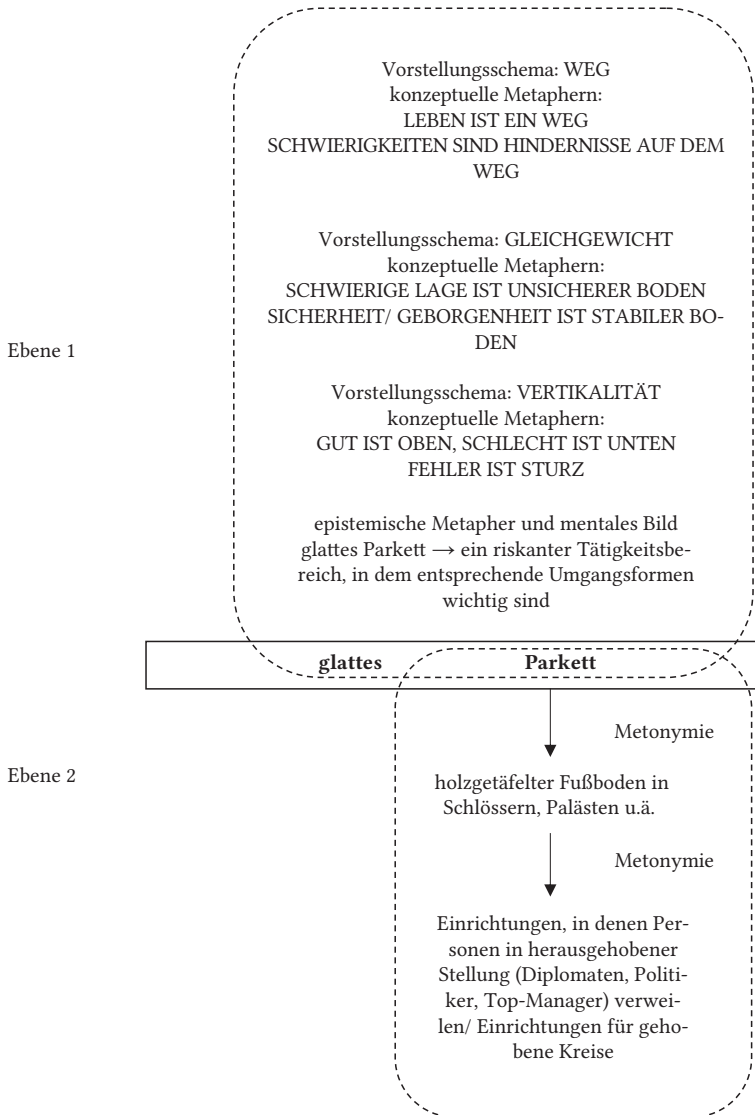 Vorstellungsschema: WEG
konzeptuelle Metaphern:
LEBEN IST EIN WEG
SCHWIERIGKEITEN SIND HINDERNISSE AUF DEM
WEG
Vorstellungsschema: GLEICHGEWICHT
konzeptuelle Metaphern:
SCHWIERIGE LAGE IST UNSICHERER BODEN
SICHERHEIT/ GEBORGENHEIT IST STABILER BO-
DEN
Ebene 1
Vorstellungsschema: VERTIKALITÄT
konzeptuelle Metaphern:
GUT IST OBEN, SCHLECHT IST UNTEN
FEHLER IST STURZ
epistemische Metapher und mentales Bild
glattes Parkett → ein riskanter Tätigkeitsbe-
reich, in dem entsprechende Umgangsformen
wichtig sind
glattes Parkett
Metonymie
Ebene 2
holzgetäfelter Fußboden in
Schlössern, Palästen u.ä.
Metonymie
Einrichtungen, in denen Per-
sonen in herausgehobener
Stellung (Diplomaten, Politi-
ker, Top-Manager) verwei-
len/ Einrichtungen für geho-
bene Kreise